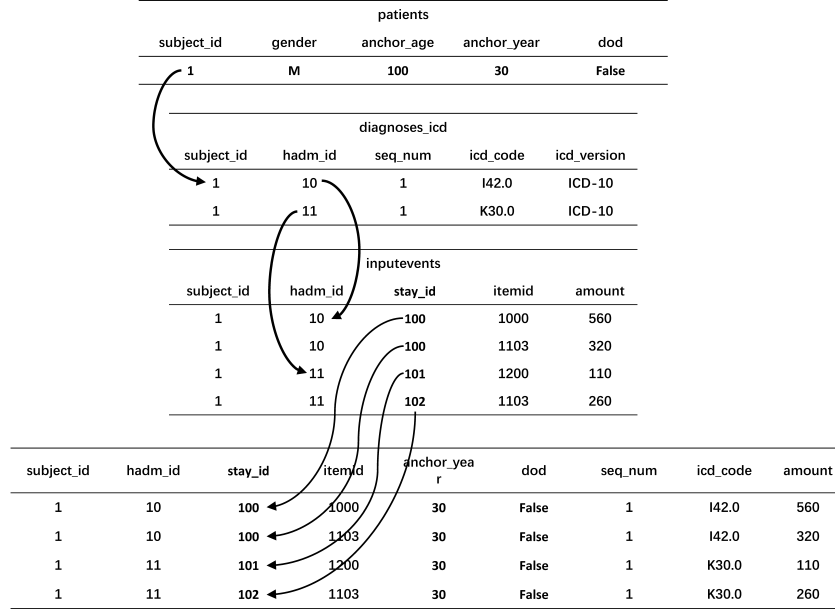 patients
subject_id gender anchor_age anchor_year dod
1 M 100 30 False
diagnoses_icd
subject_id hadm_id seq_num icd_code icd_version
1 10 1 I42.0 ICD-10
1 11 1 K30.0 ICD-10
inputevents
subject_id hadm_id stay_id itemid amount
1 10 100 1000 560
1 10 100 1103 320
1 11 101 1200 110
1 11 102 1103 260
subject_id hadm_id stay_id itemid anchor_yea
r dod seq_num icd_code amount
1 10 100 1000 30 False 1 I42.0 560
1 10 100 1103 30 False 1 I42.0 320
1 11 101 1200 30 False 1 K30.0 110
1 11 102 1103 30 False 1 K30.0 260